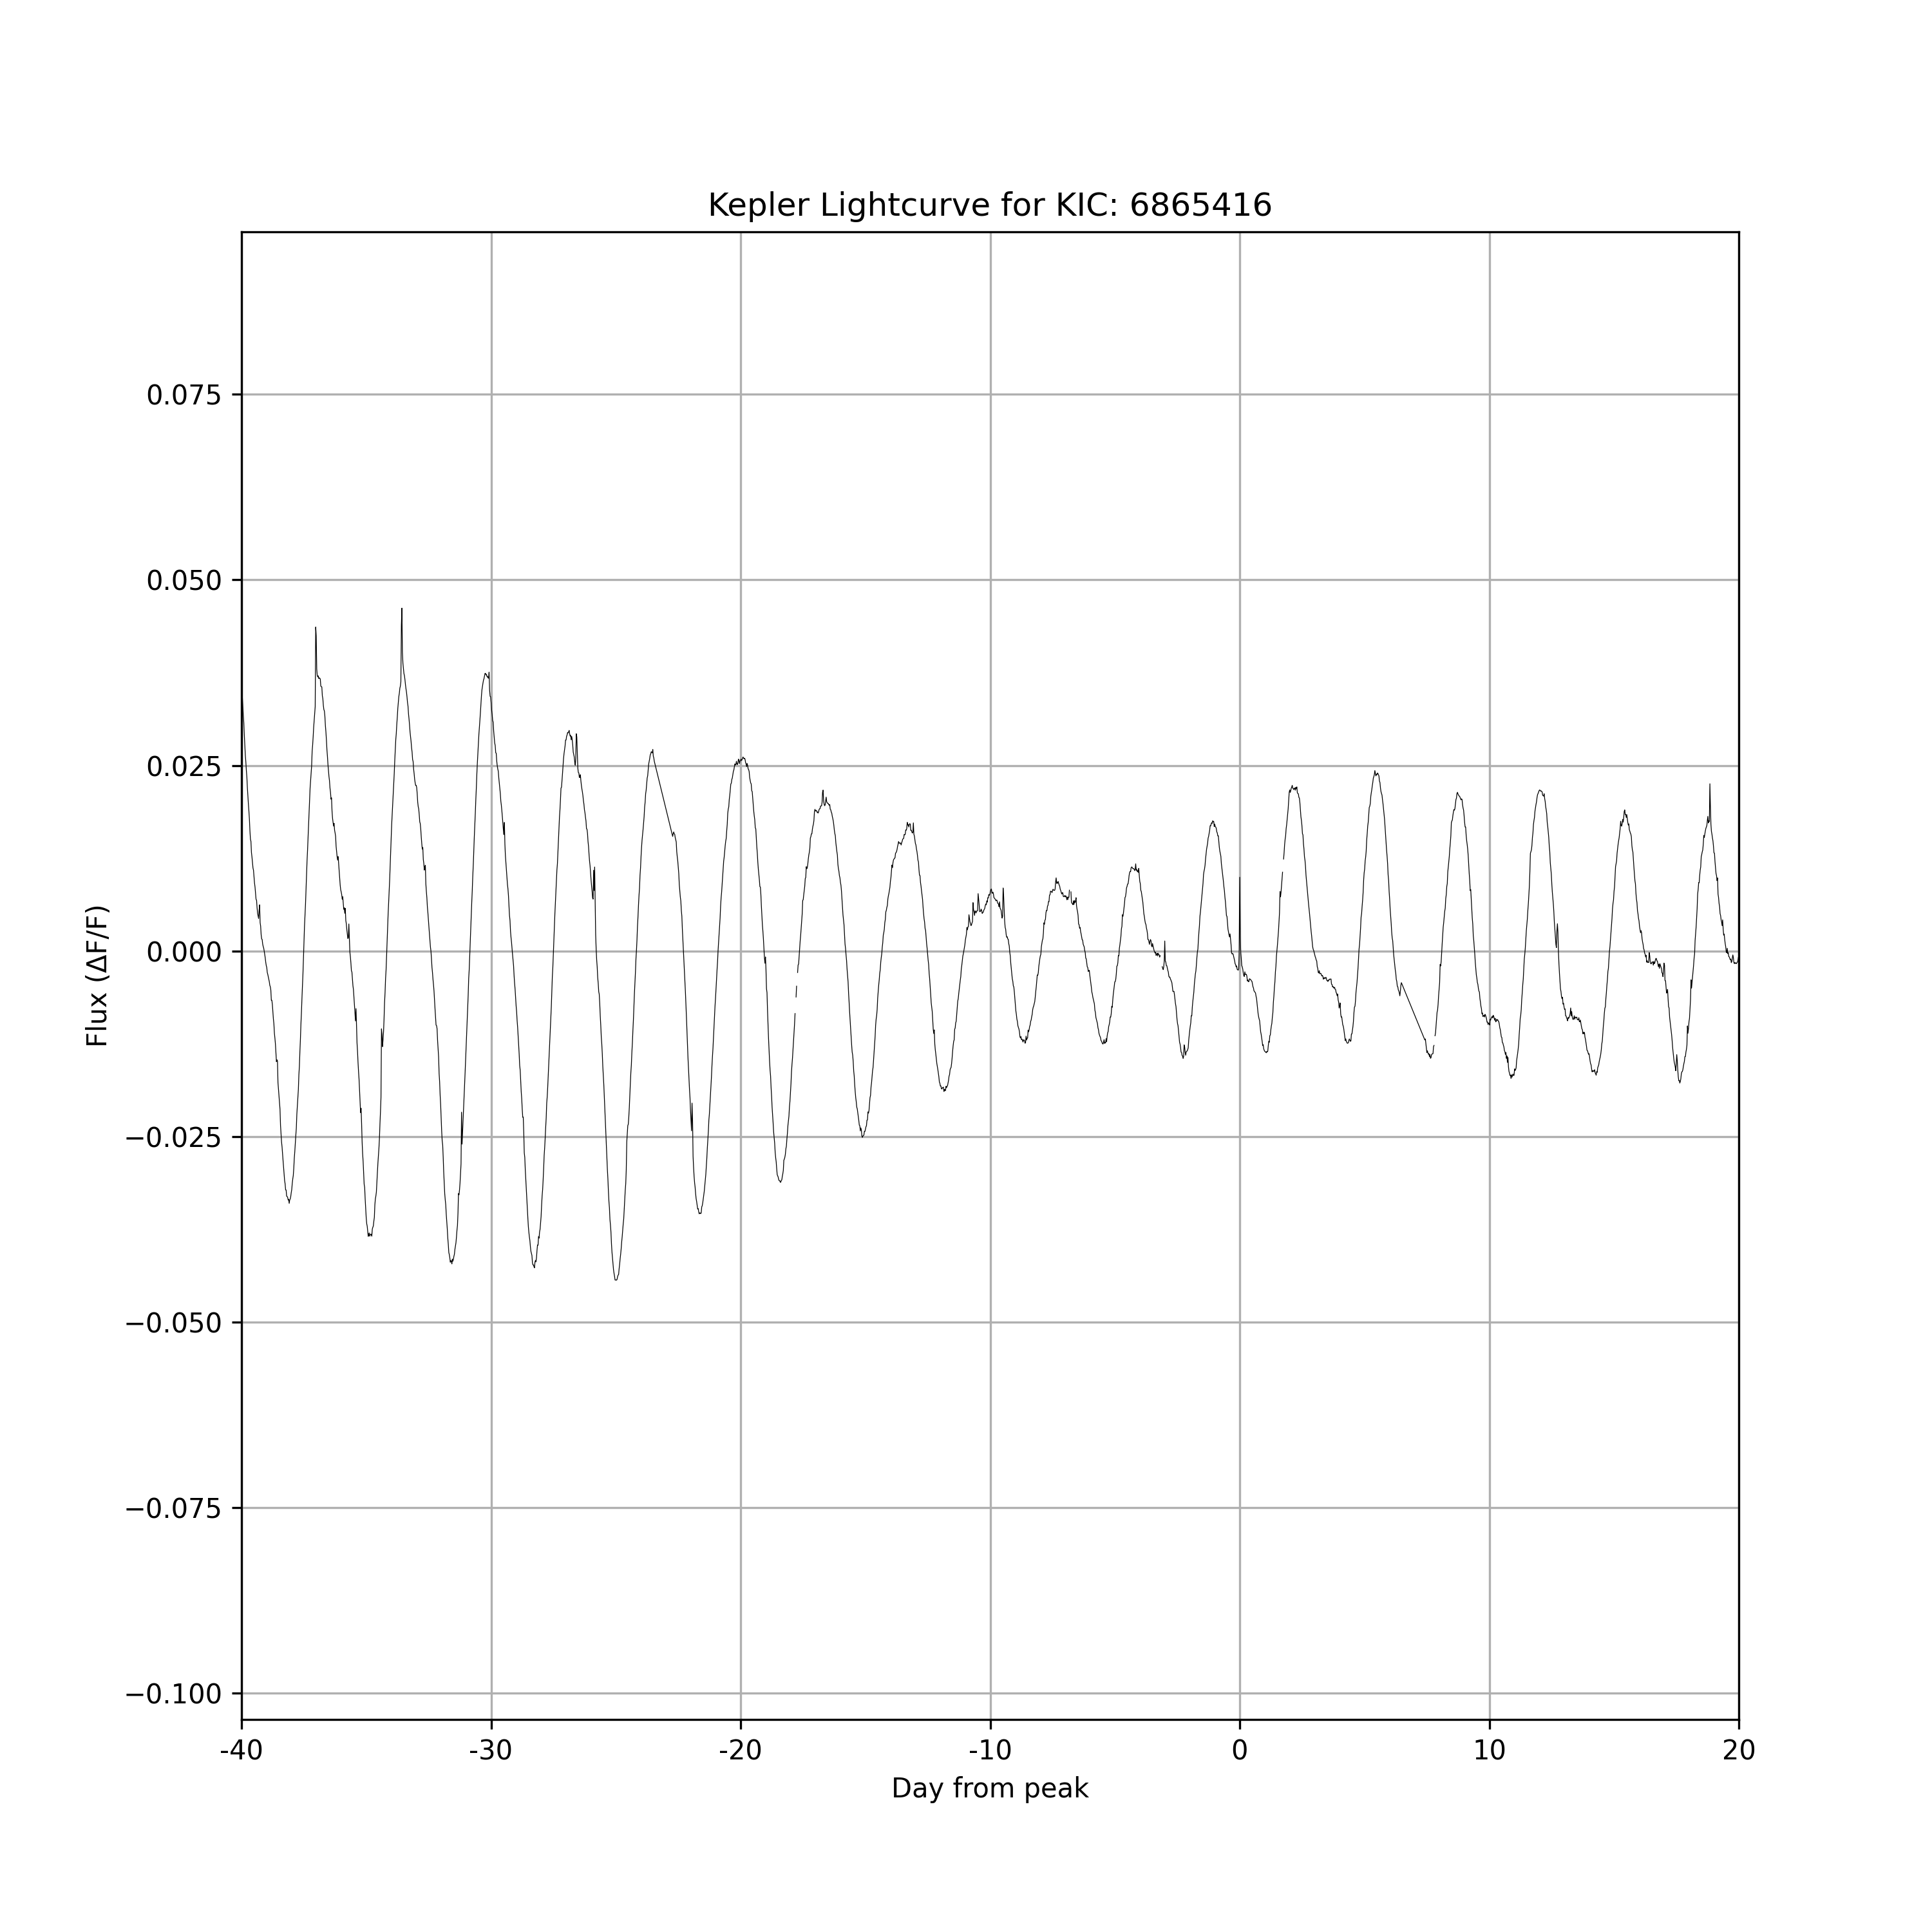 Kepler Lightcurve for KIC: 6865416
0.075
0.050
0.025
0.000
−0.025
−0.050
−0.075
−0.100
Flux (ΔF/F)
-40 -30 -20 -10 0 10 20
Day from peak